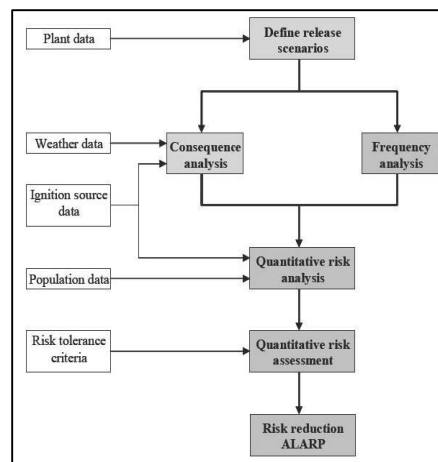 Plant data
Define release
scenarios
Weather data
Consequence
analysis
Frequency
analysis
Ignition source
data
Quantitative risk
analysis
Population data
Risk tolerance
criteria
Quantitative risk
assessment
Risk reduction
ALARP